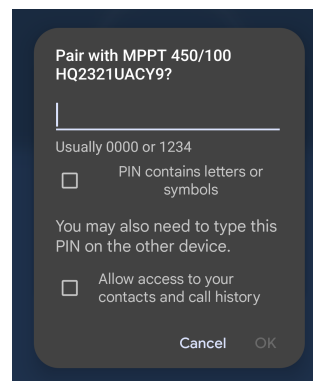 Pair with MPPT 450/100
HQ2321UACY9?
Usually 0000 or 1234
PIN contains letters or
symbols
You may also need to type this
PIN on the other device.
Allow access to your
contacts and call history
Cancel OK